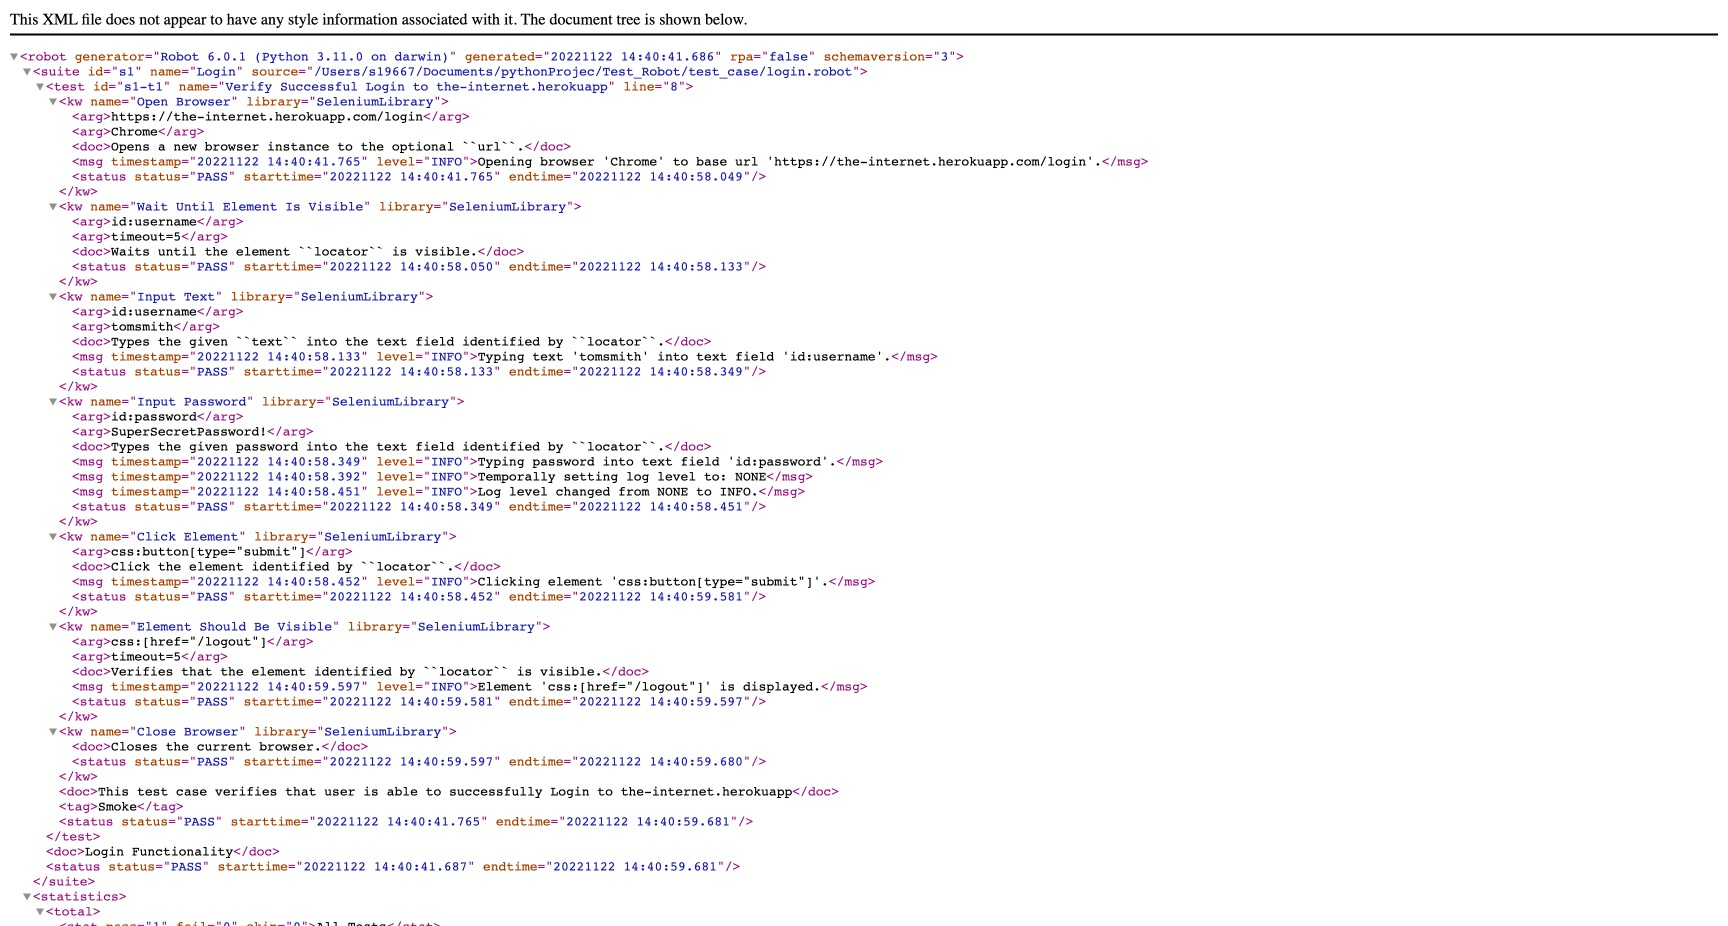 This XML file does not appear to have any style information associated with it. The document tree is shown below.
▼<robot generator="Robot 6.0.1 (Python 3.11.0 on darwin)" generated="20221122 14:40:41.686" rpa="false" schemaversion="3">
▼<suite id="s1" name="Login" source="/Users/s19667/Documents/pythonProjec/Test_Robot/test_case/login.robot">
▼<test id="s1-t1" name="Verify Successful Login to the-internet.herokuapp" line="8">
▼<kw name="Open Browser" library="SeleniumLibrary">
<arg>https://the-internet.herokuapp.com/login</arg>
<arg>Chrome</arg>
<doc>Opens a new browser instance to the optional ``url``.</doc>
<msg timestamp="20221122 14:40:41.765" level="INFO">Opening browser 'Chrome' to base url 'https://the-internet.herokuapp.com/login'.</msg>
<status status="PASS" starttime="20221122 14:40:41.765" endtime="20221122 14:40:58.049"/>
</kw>
▼<kw name="Wait Until Element Is Visible" library="SeleniumLibrary">
<arg>id:username</arg>
<arg>timeout=5</arg>
<doc>Waits until the element ``locator`` is visible.</doc>
<status status="PASS" starttime="20221122 14:40:58.050" endtime="20221122 14:40:58.133"/>
</kw>
▼<kw name="Input Text" library="SeleniumLibrary">
<arg>id:username</arg>
<arg>tomsmith</arg>
<doc>Types the given ``text`` into the text field identified by ``locator``.</doc>
<msg timestamp="20221122 14:40:58.133" level="INFO">Typing text 'tomsmith' into text field 'id:username'.</msg>
<status status="PASS" starttime="20221122 14:40:58.133" endtime="20221122 14:40:58.349"/>
</kw>
▼<kw name="Input Password" library="SeleniumLibrary">
<arg>id:password</arg>
<arg>SuperSecretPassword!</arg>
<doc>Types the given password into the text field identified by ``locator``.</doc>
<msg timestamp="20221122 14:40:58.349" level="INFO">Typing password into text field 'id:password'.</msg>
<msg timestamp="20221122 14:40:58.392" level="INFO">Temporally setting log level to: NONE</msg>
<msg timestamp="20221122 14:40:58.451" level="INFO">Log level changed from NONE to INFO.</msg>
<status status="PASS" starttime="20221122 14:40:58.349" endtime="20221122 14:40:58.451"/>
</kw>
▼<kw name="Click Element" library="SeleniumLibrary">
<arg>css:button[type="submit"]</arg>
<doc>Click the element identified by ``locator``.</doc>
<msg timestamp="20221122 14:40:58.452" level="INFO">Clicking element 'css:button[type="submit"]'.</msg>
<status status="PASS" starttime="20221122 14:40:58.452" endtime="20221122 14:40:59.581"/>
</kw>
▼<kw name="Element Should Be Visible" library="SeleniumLibrary">
<arg>css:[href="/logout"]</arg>
<arg>timeout=5</arg>
<doc>Verifies that the element identified by ``locator`` is visible.</doc>
<msg timestamp="20221122 14:40:59.597" level="INFO">Element 'css:[href="/logout"]' is displayed.</msg>
<status status="PASS" starttime="20221122 14:40:59.581" endtime="20221122 14:40:59.597"/>
</kw>
▼<kw name="Close Browser" library="SeleniumLibrary">
<doc>Closes the current browser.</doc>
<status status="PASS" starttime="20221122 14:40:59.597" endtime="20221122 14:40:59.680"/>
</kw>
<doc>This test case verifies that user is able to successfully Login to the-internet.herokuapp</doc>
<tag>Smoke</tag>
<status status="PASS" starttime="20221122 14:40:41.765" endtime="20221122 14:40:59.681"/>
</test>
<doc>Login Functionality</doc>
<status status="PASS" starttime="20221122 14:40:41.687" endtime="20221122 14:40:59.681"/>
</suite>
▼<statistics>
▼<total>
<stat pass="1" fail="0" skip="0">All Tests</stat>